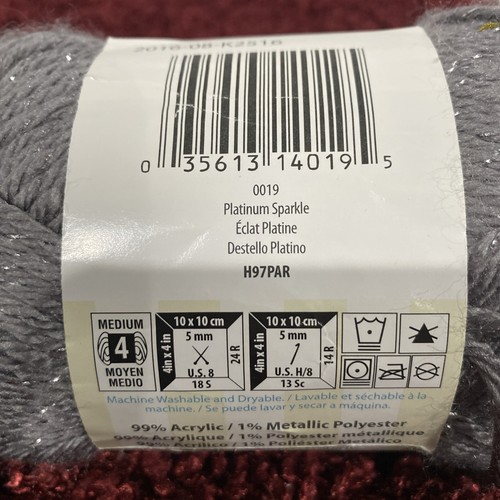 2016-08-K2516
0 35613 14019 5
0019
Platinum Sparkle
Éclat Platine
Destello Platino
H97PAR
MEDIUM
4
MOYEN
MEDIO
10 x 10 cm
4in x 4 in
5 mm
24 R
U.S. 8
18 S
10 x 10 cm
4in x 4 in
5 mm
14 R
U.S. H/8
13 Sc
Machine Washable and Dryable. / Lavable et séchable à la
machine. / Se puede lavar y secar a máquina.
99% Acrylic / 1% Metallic Polyester
99% Acrylique / 1% Polyester métallique
99% Acrílico / 1% Poliéster Metálico